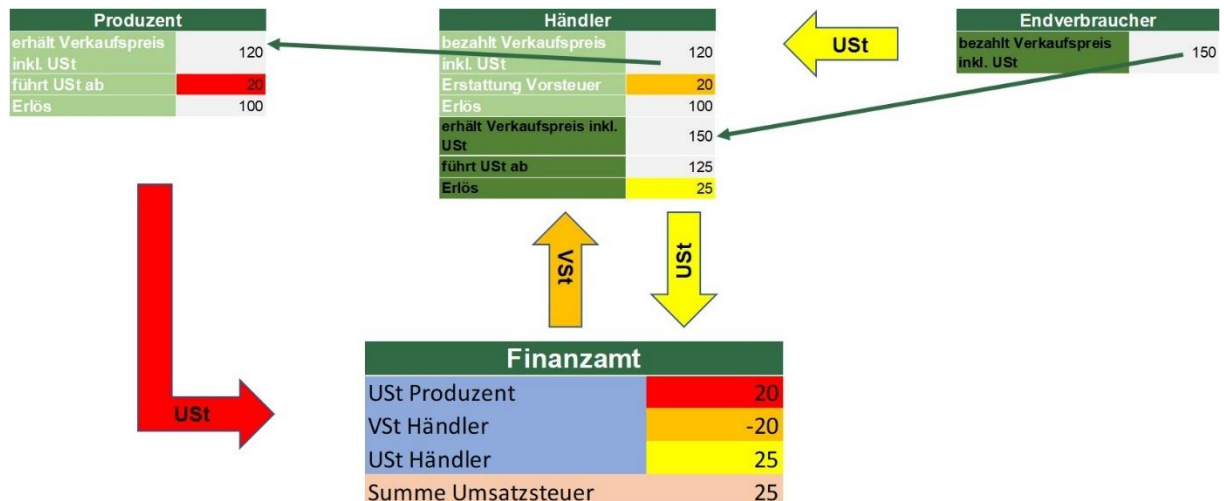 Produzent
erhält Verkaufspreis
inkl. USt
120
führt USt ab 20
Erlös 100
Händler
bezahlt Verkaufspreis
inkl. USt
120
Erstattung Vorsteuer 20
Erlös 100
erhält Verkaufspreis inkl.
USt
150
führt USt ab 125
Erlös 25
USt
Endverbraucher
bezahlt Verkaufspreis
inkl. USt
150
VSt
USt
USt
Finanzamt
USt Produzent 20
VSt Händler -20
USt Händler 25
Summe Umsatzsteuer 25